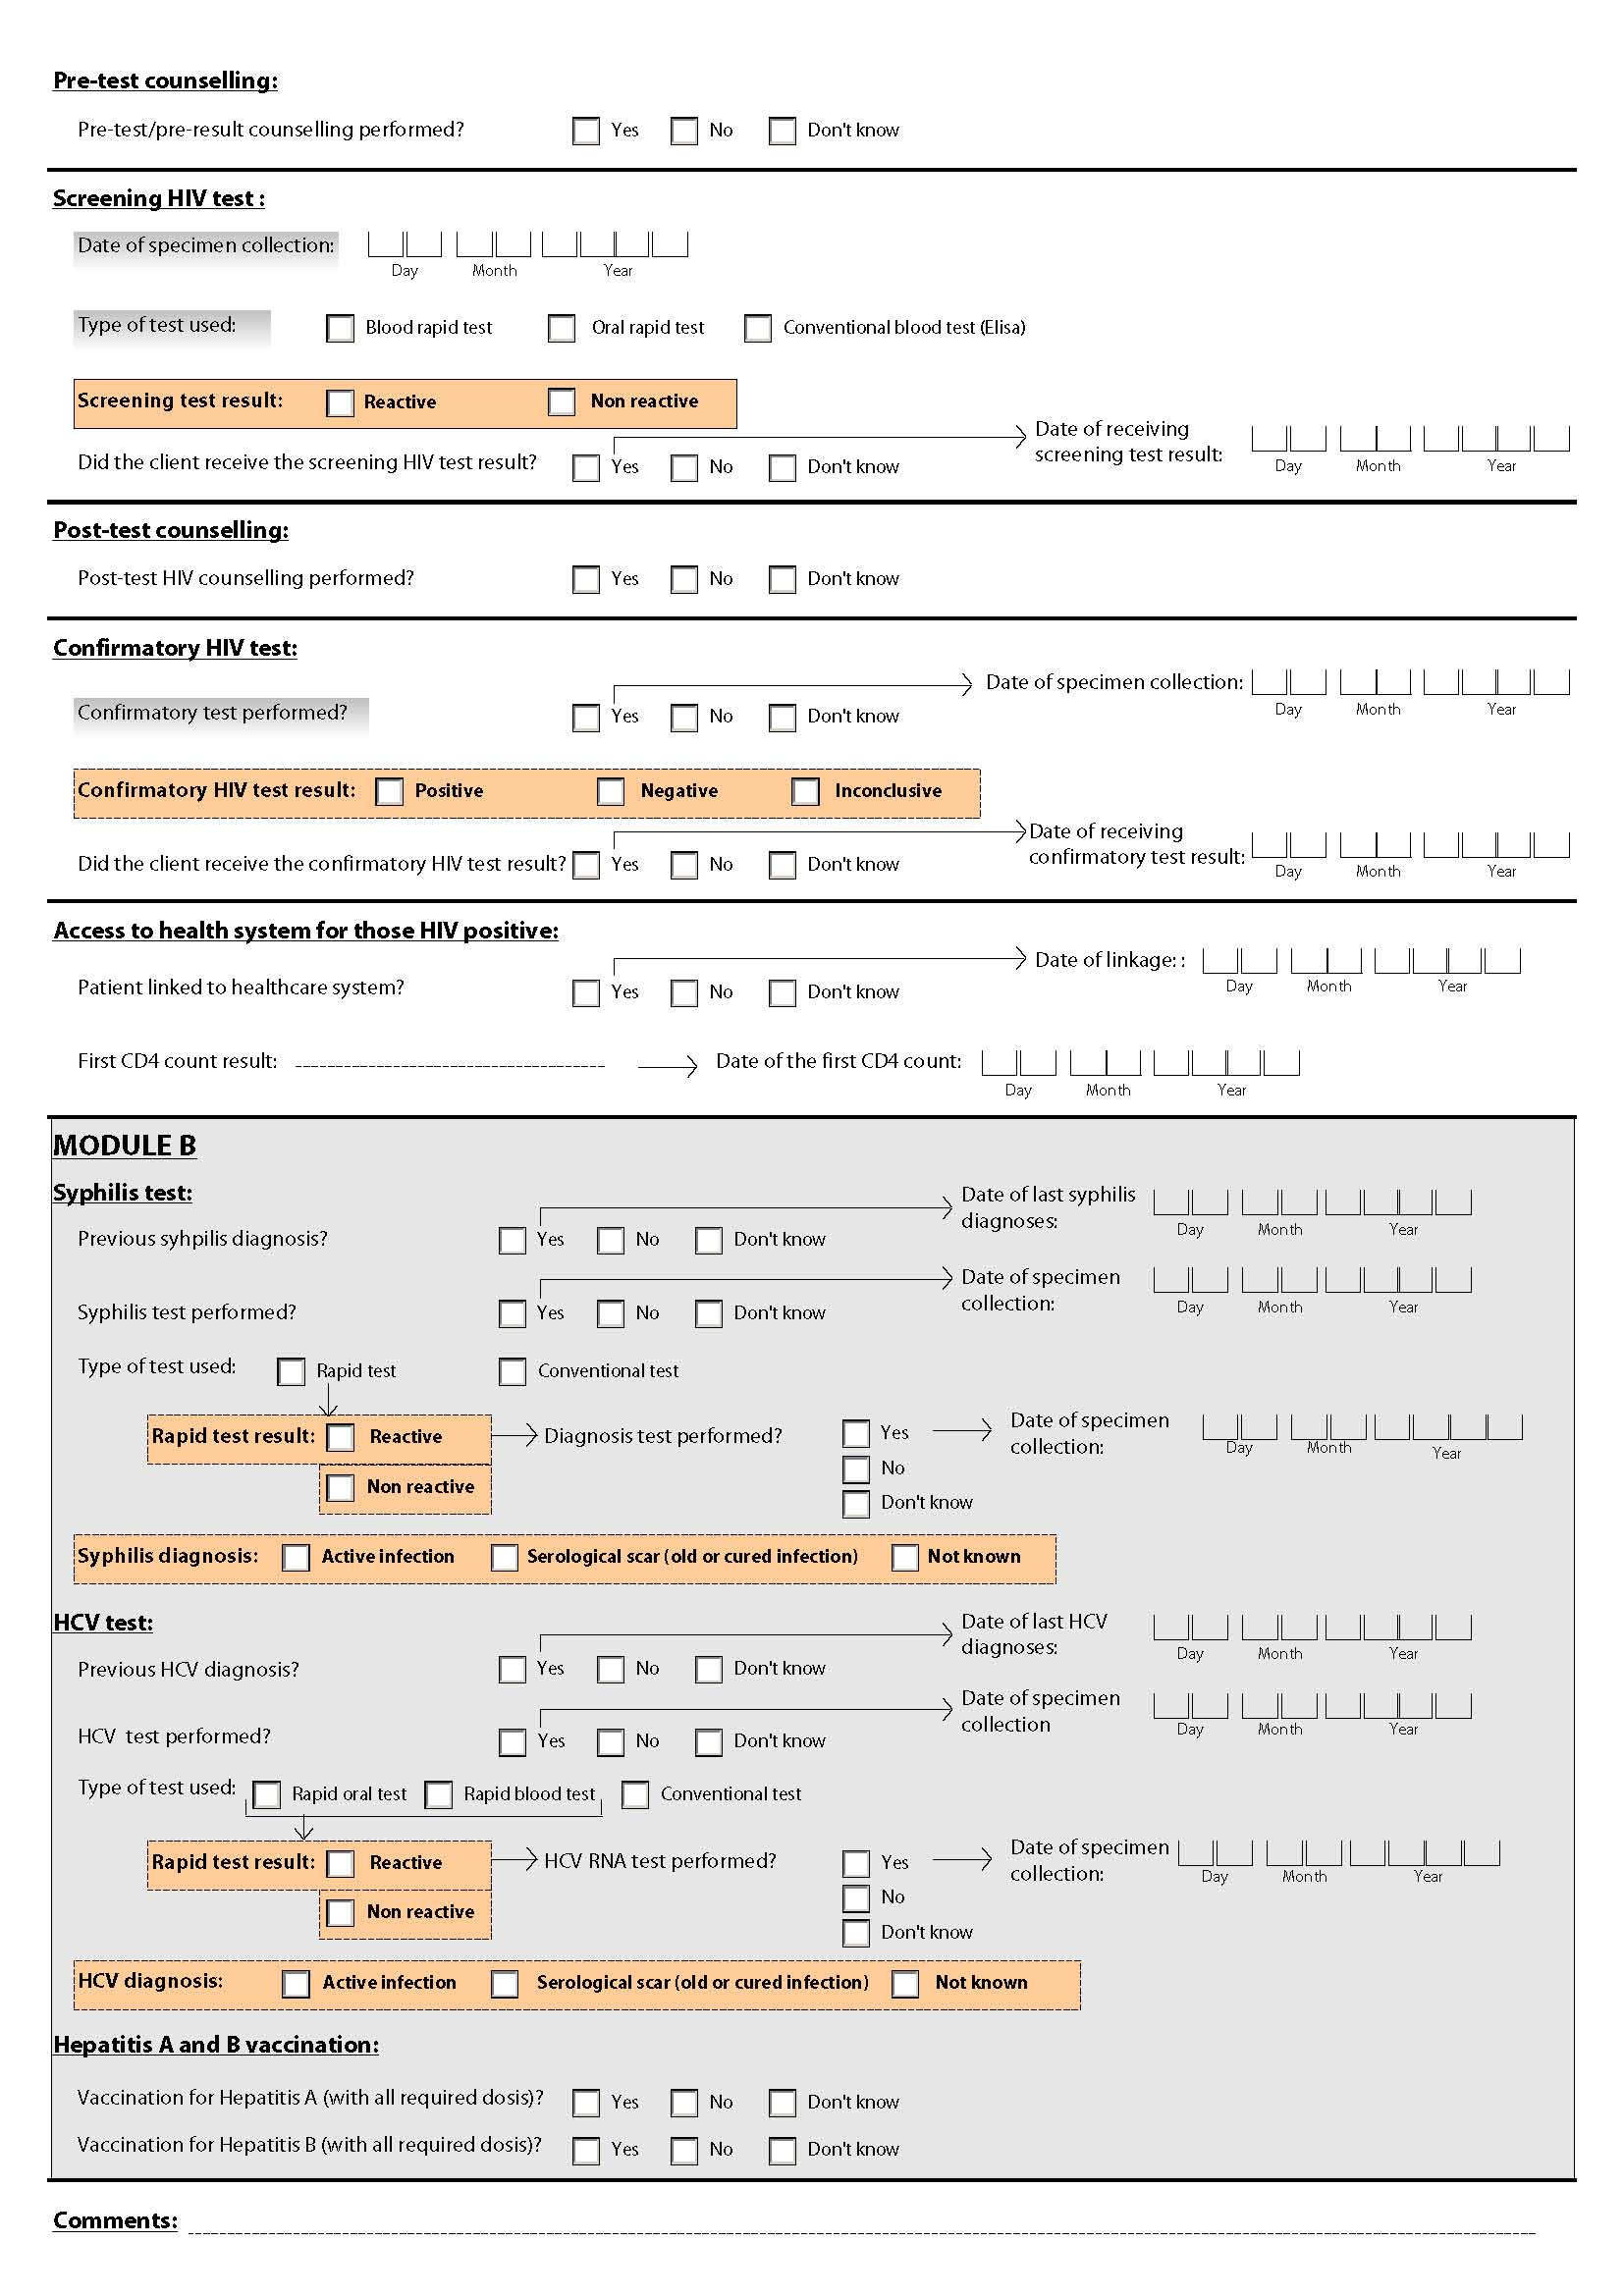 Pre-test counselling:
Pre-test/pre-result counselling performed? Yes No Don't know
Screening HIV test :
Date of specimen collection:
Day Month Year
Type of test used: Blood rapid test Oral rapid test Conventional blood test (Elisa)
Screening test result: Reactive Non reactive
Date of receiving
screening test result:
Day Month Year
Did the client receive the screening HIV test result? Yes No Don't know
Post-test counselling:
Post-test HIV counselling performed? Yes No Don't know
Confirmatory HIV test:
Date of specimen collection:
Day Month Year
Confirmatory test performed? Yes No Don't know
Confirmatory HIV test result: Positive Negative Inconclusive
Date of receiving
confirmatory test result:
Day Month Year
Did the client receive the confirmatory HIV test result? Yes No Don't know
Access to health system for those HIV positive:
Date of linkage: :
Day Month Year
Patient linked to healthcare system? Yes No Don't know
First CD4 count result: Date of the first CD4 count:
Day Month Year
MODULE B
Syphilis test:
Date of last syphilis
diagnoses:
Day Month Year
Previous syhpilis diagnosis? Yes No Don't know
Date of specimen
collection:
Day Month Year
Syphilis test performed? Yes No Don't know
Type of test used: Rapid test Conventional test
Rapid test result: Reactive Diagnosis test performed? Yes
Date of specimen
collection:
Day Month Year
No
Non reactive
Don't know
Syphilis diagnosis: Active infection Serological scar (old or cured infection) Not known
HCV test:
Date of last HCV
diagnoses:
Day Month Year
Previous HCV diagnosis? Yes No Don't know
Date of specimen
collection
Day Month Year
HCV test performed? Yes No Don't know
Type of test used: Rapid oral test Rapid blood test Conventional test
Rapid test result: Reactive HCV RNA test performed? Yes
Date of specimen
collection:
Day Month Year
No
Non reactive
Don't know
HCV diagnosis: Active infection Serological scar (old or cured infection) Not known
Hepatitis A and B vaccination:
Vaccination for Hepatitis A (with all required dosis)? Yes No Don't know
Vaccination for Hepatitis B (with all required dosis)? Yes No Don't know
Comments: